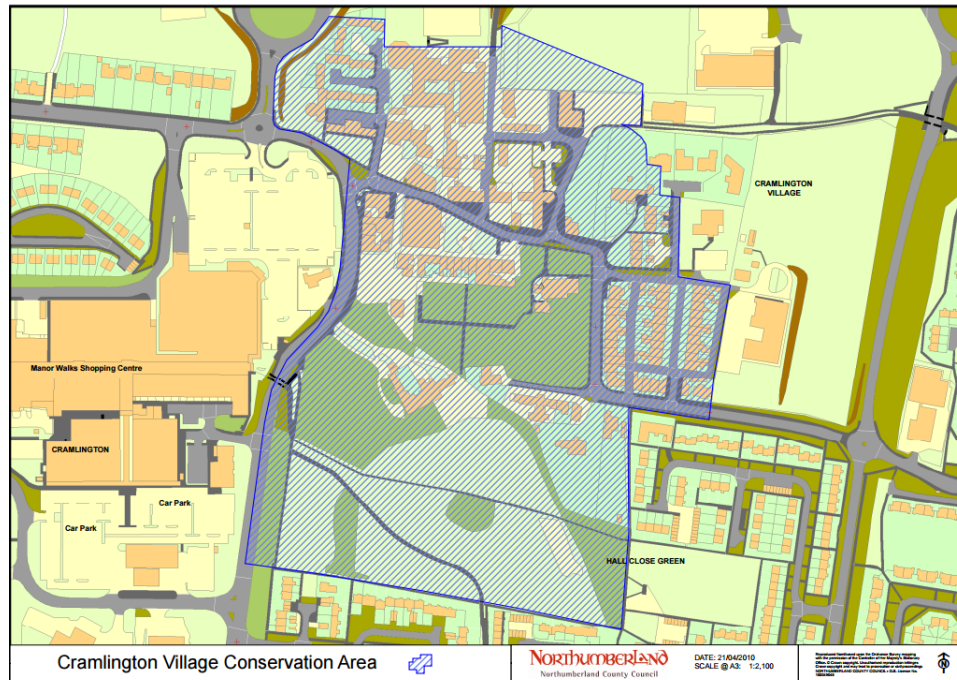 CRAMLINGTON
VILLAGE
Manor Walks Shopping Centre
CRAMLINGTON
Car Park
Car Park
HALL CLOSE GREEN
Cramlington Village Conservation Area
NORTHUMBERLAND
Northumberland County Council
DATE: 21/04/2010
SCALE @ A3: 1:2,100